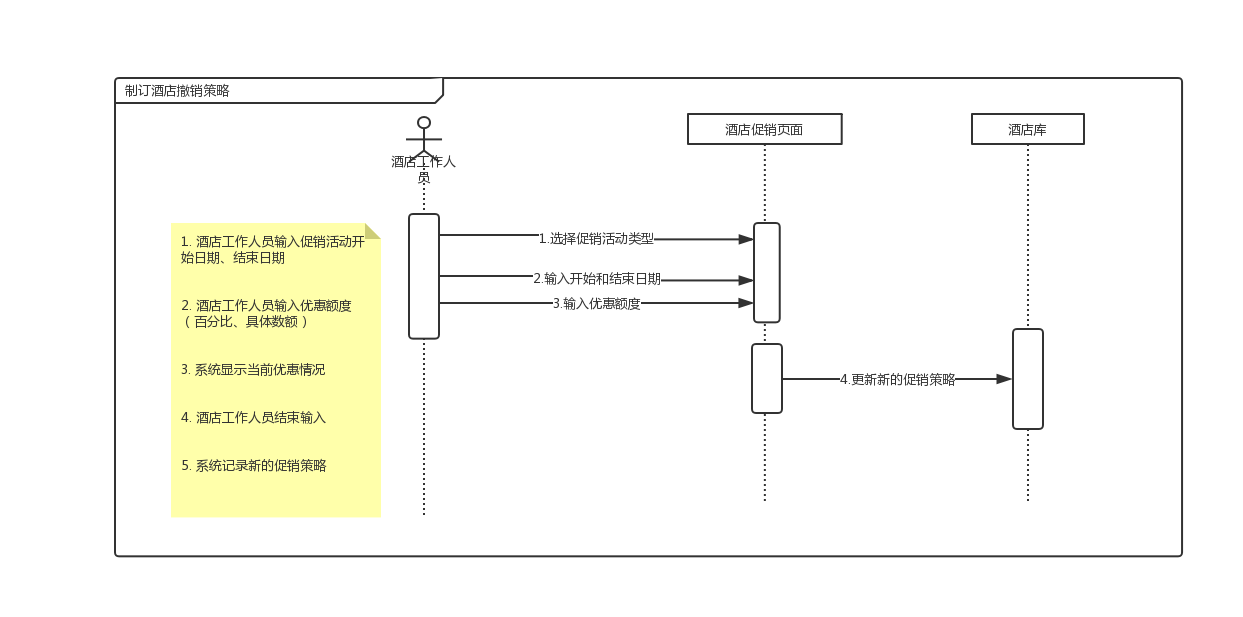 制订酒店撤销策略
酒店工作人
员
酒店促销页面
酒店库
1. 酒店工作人员输入促销活动开
始日期、结束日期
2. 酒店工作人员输入优惠额度
（百分比、具体数额）
3. 系统显示当前优惠情况
4. 酒店工作人员结束输入
5. 系统记录新的促销策略
1.选择促销活动类型
2.输入开始和结束日期
3.输入优惠额度
4.更新新的促销策略